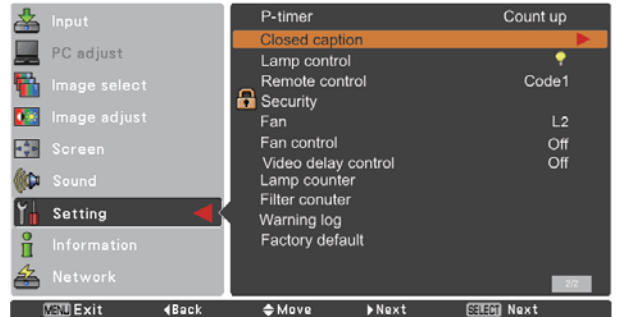 Input
PC adjust
Image select
Image adjust
Screen
Sound
Setting
Information
Network
P-timer Count up
Closed caption
Lamp control
Remote control Code1
Security
Fan L2
Fan control Off
Video delay control Off
Lamp counter
Filter conuter
Warning log
Factory default
2/2
MENU Exit Back Move Next SELECT Next